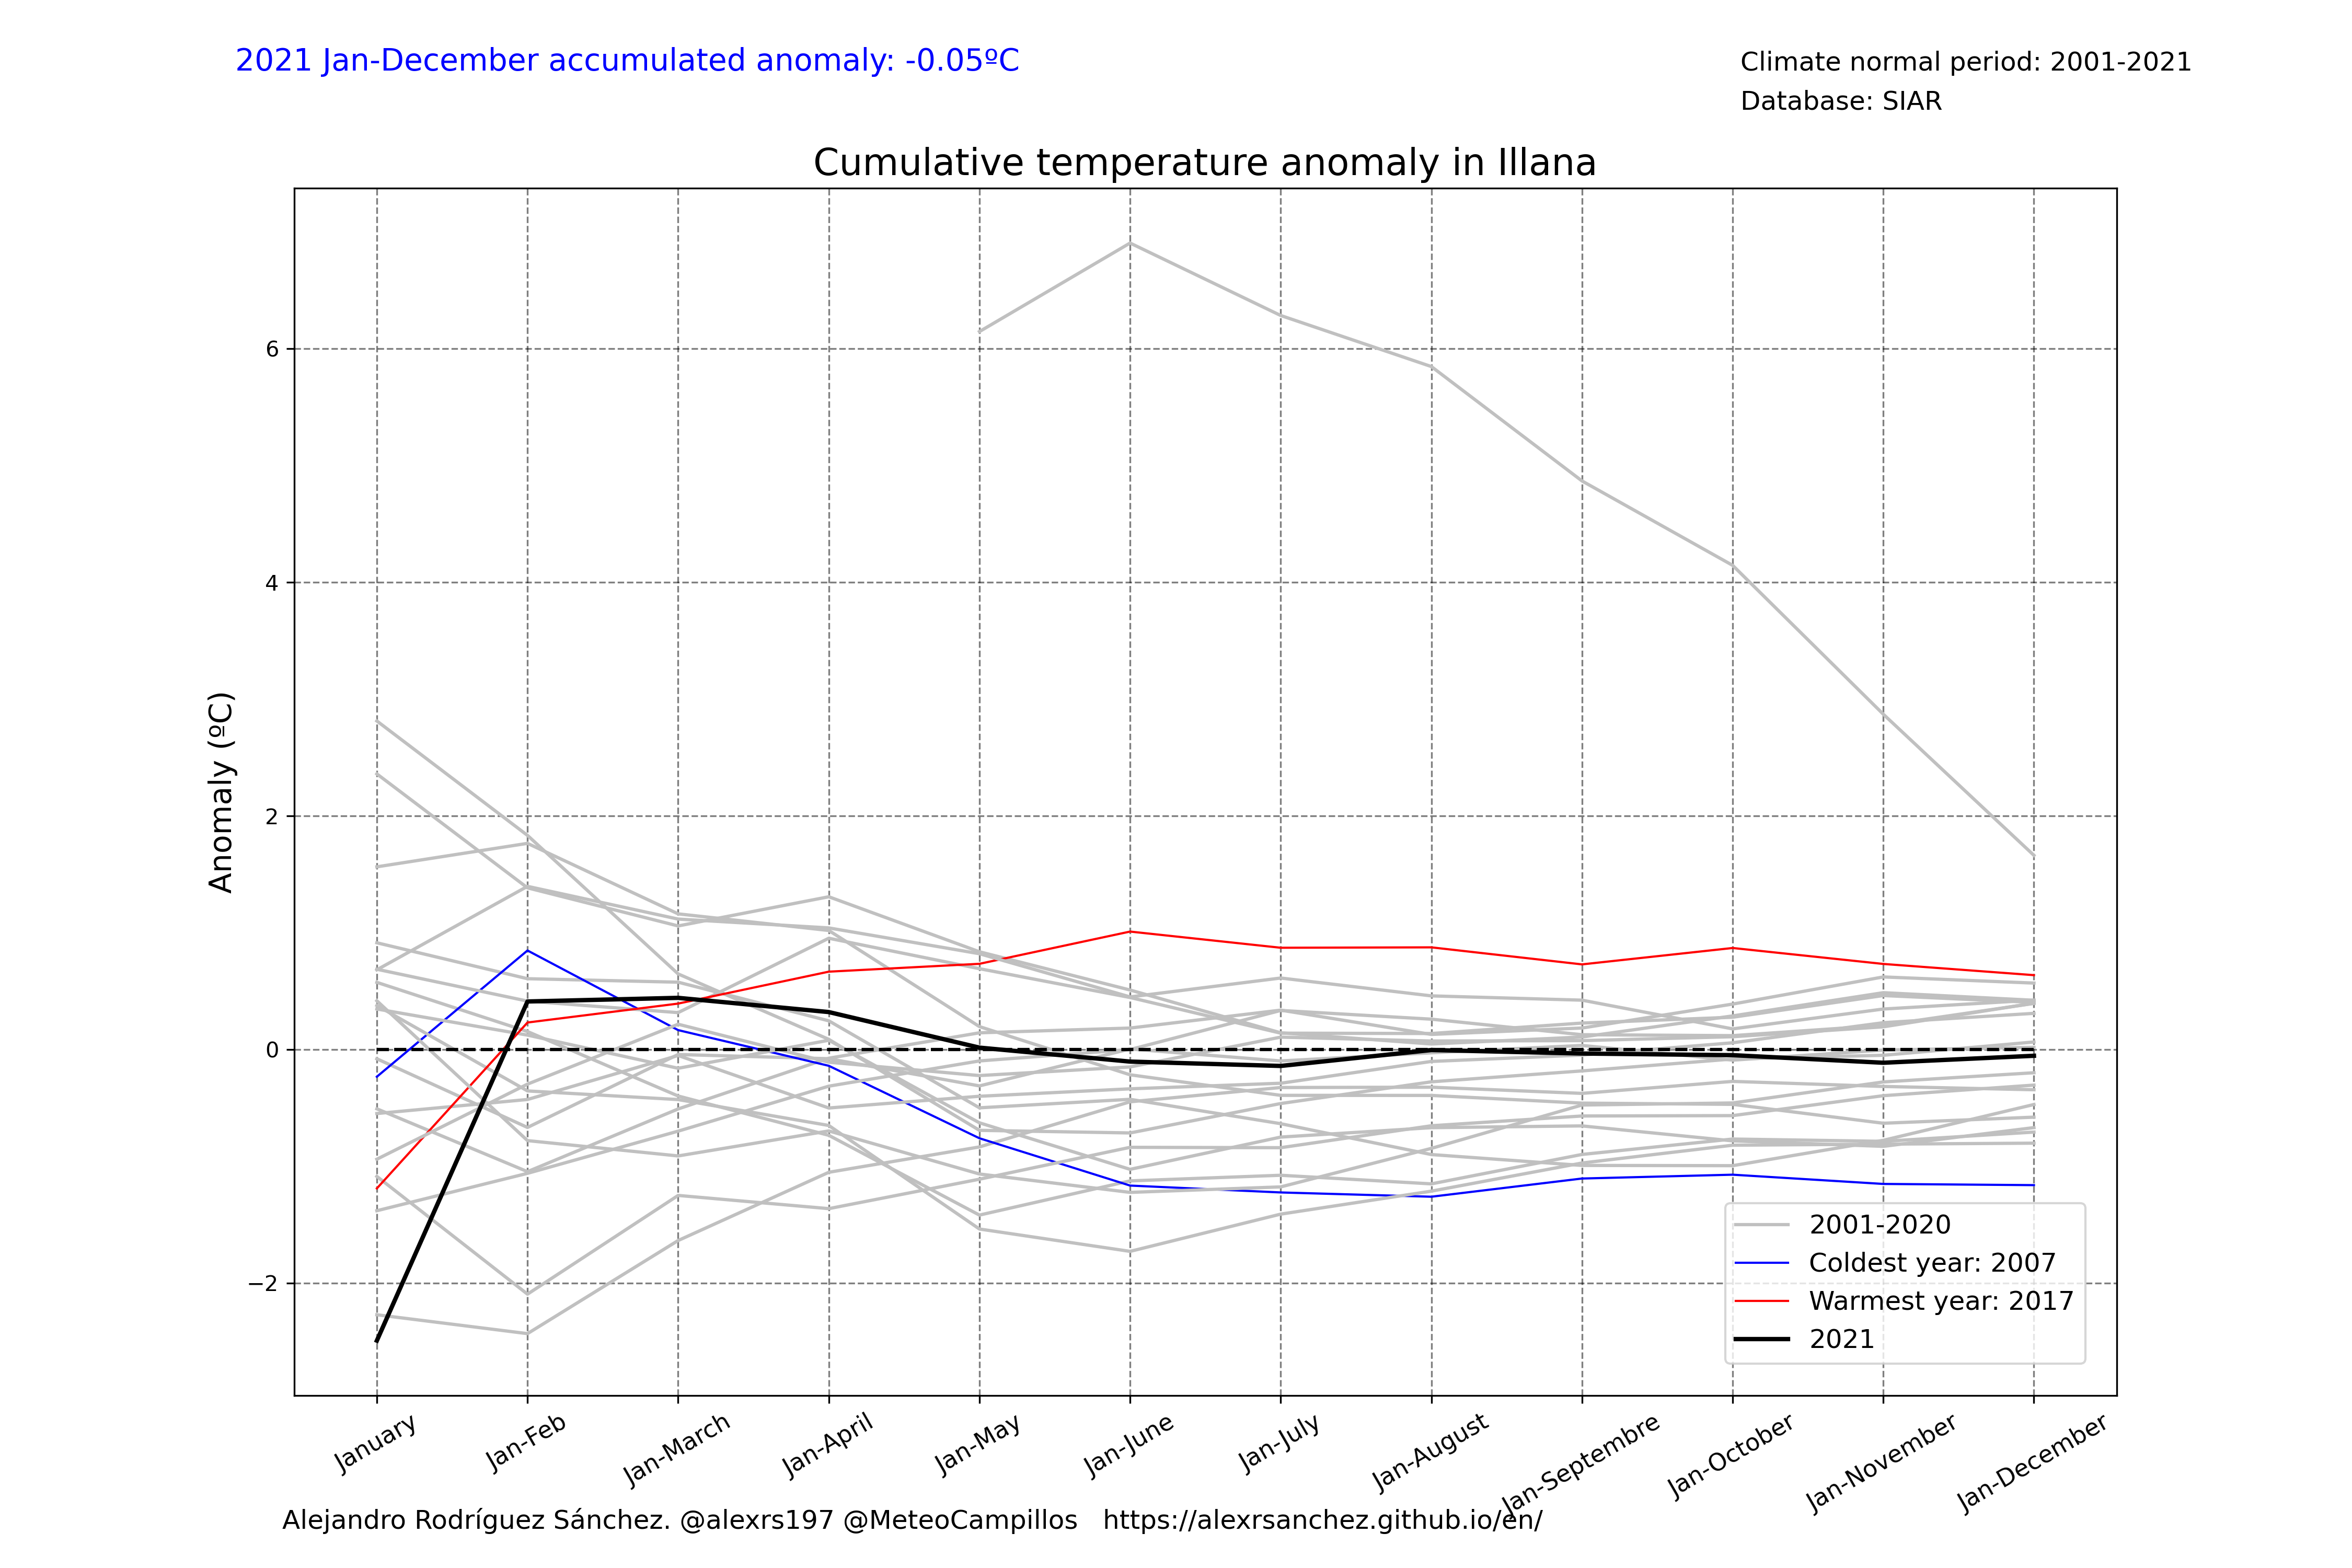 2021 Jan-December accumulated anomaly: -0.05ºC
Climate normal period: 2001-2021
Database: SIAR
Cumulative temperature anomaly in Illana
Anomaly (ºC)
6
4
2
0
−2
2001-2020
Coldest year: 2007
Warmest year: 2017
2021
January
Jan-Feb
Jan-March
Jan-April
Jan-May
Jan-June
Jan-July
Jan-August
Jan-Septembre
Jan-October
Jan-November
Jan-December
Alejandro Rodríguez Sánchez. @alexrs197 @MeteoCampillos https://alexrsanchez.github.io/en/